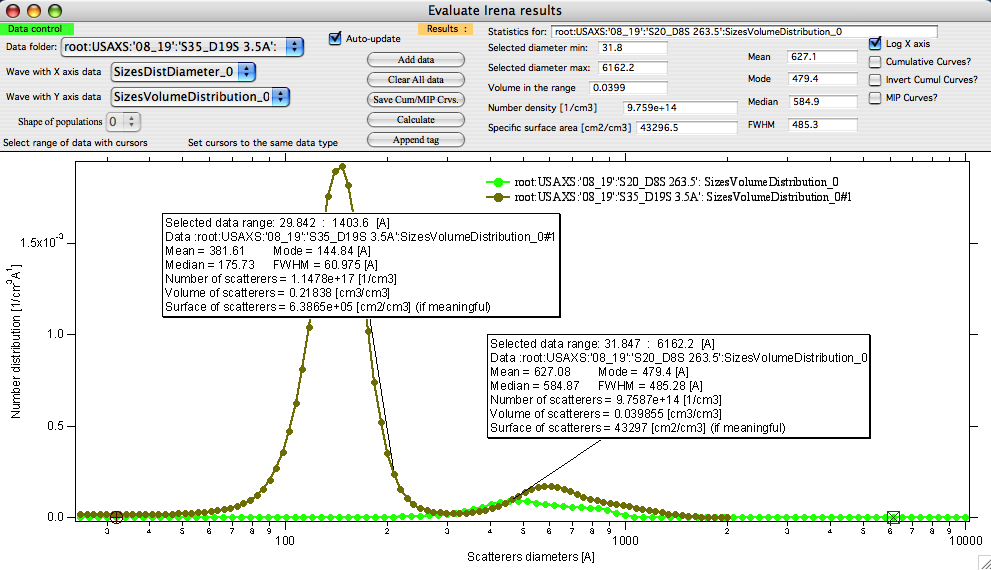 Evaluate Irena results
Data control
Data folder: root:USAXS:'08_19':'S35_D19S 3.5A':
Wave with X axis data SizesDistDiameter_0
Wave with Y axis data SizesVolumeDistribution_0
Shape of populations 0
Select range of data with cursors
Set cursors to the same data type
Auto-update
Results :
Add data
Clear All data
Save Cum/MIP Crvs.
Calculate
Append tag
Statistics for: root:USAXS:'08_19':'S20_D8S 263.5':SizesVolumeDistribution_0
Selected diameter min: 31.8
Selected diameter max: 6162.2
Volume in the range 0.0399
Number density [1/cm3] 9.759e+14
Specific surface area [cm2/cm3] 43296.5
Mean 627.1
Mode 479.4
Median 584.9
FWHM 485.3
Log X axis
Cumulative Curves?
Invert Cumul Curves?
MIP Curves?
root:USAXS:'08_19':'S20_D8S 263.5': SizesVolumeDistribution_0
root:USAXS:'08_19':'S35_D19S 3.5A': SizesVolumeDistribution_0#1
Selected data range: 29.842 : 1403.6 [A]
Data :root:USAXS:'08_19':'S35_D19S 3.5A':SizesVolumeDistribution_0#1
Mean = 381.61 Mode = 144.84 [A]
Median = 175.73 FWHM = 60.975 [A]
Number of scatterers = 1.1478e+17 [1/cm3]
Volume of scatterers = 0.21838 [cm3/cm3]
Surface of scatterers = 6.3865e+05 [cm2/cm3] (if meaningful)
Selected data range: 31.847 : 6162.2 [A]
Data :root:USAXS:'08_19':'S20_D8S 263.5':SizesVolumeDistribution_0
Mean = 627.08 Mode = 479.4 [A]
Median = 584.87 FWHM = 485.28 [A]
Number of scatterers = 9.7587e+14 [1/cm3]
Volume of scatterers = 0.039855 [cm3/cm3]
Surface of scatterers = 43297 [cm2/cm3] (if meaningful)
Number distribution [1/cm³A¹]
1.5x10⁻³
1.0
0.5
0.0
3 4 5 6 7 8 9 2 3 4 5 6 7 8 9 2 3 4 5 6 7 8 9
100 1000 10000
Scatterers diameters [A]